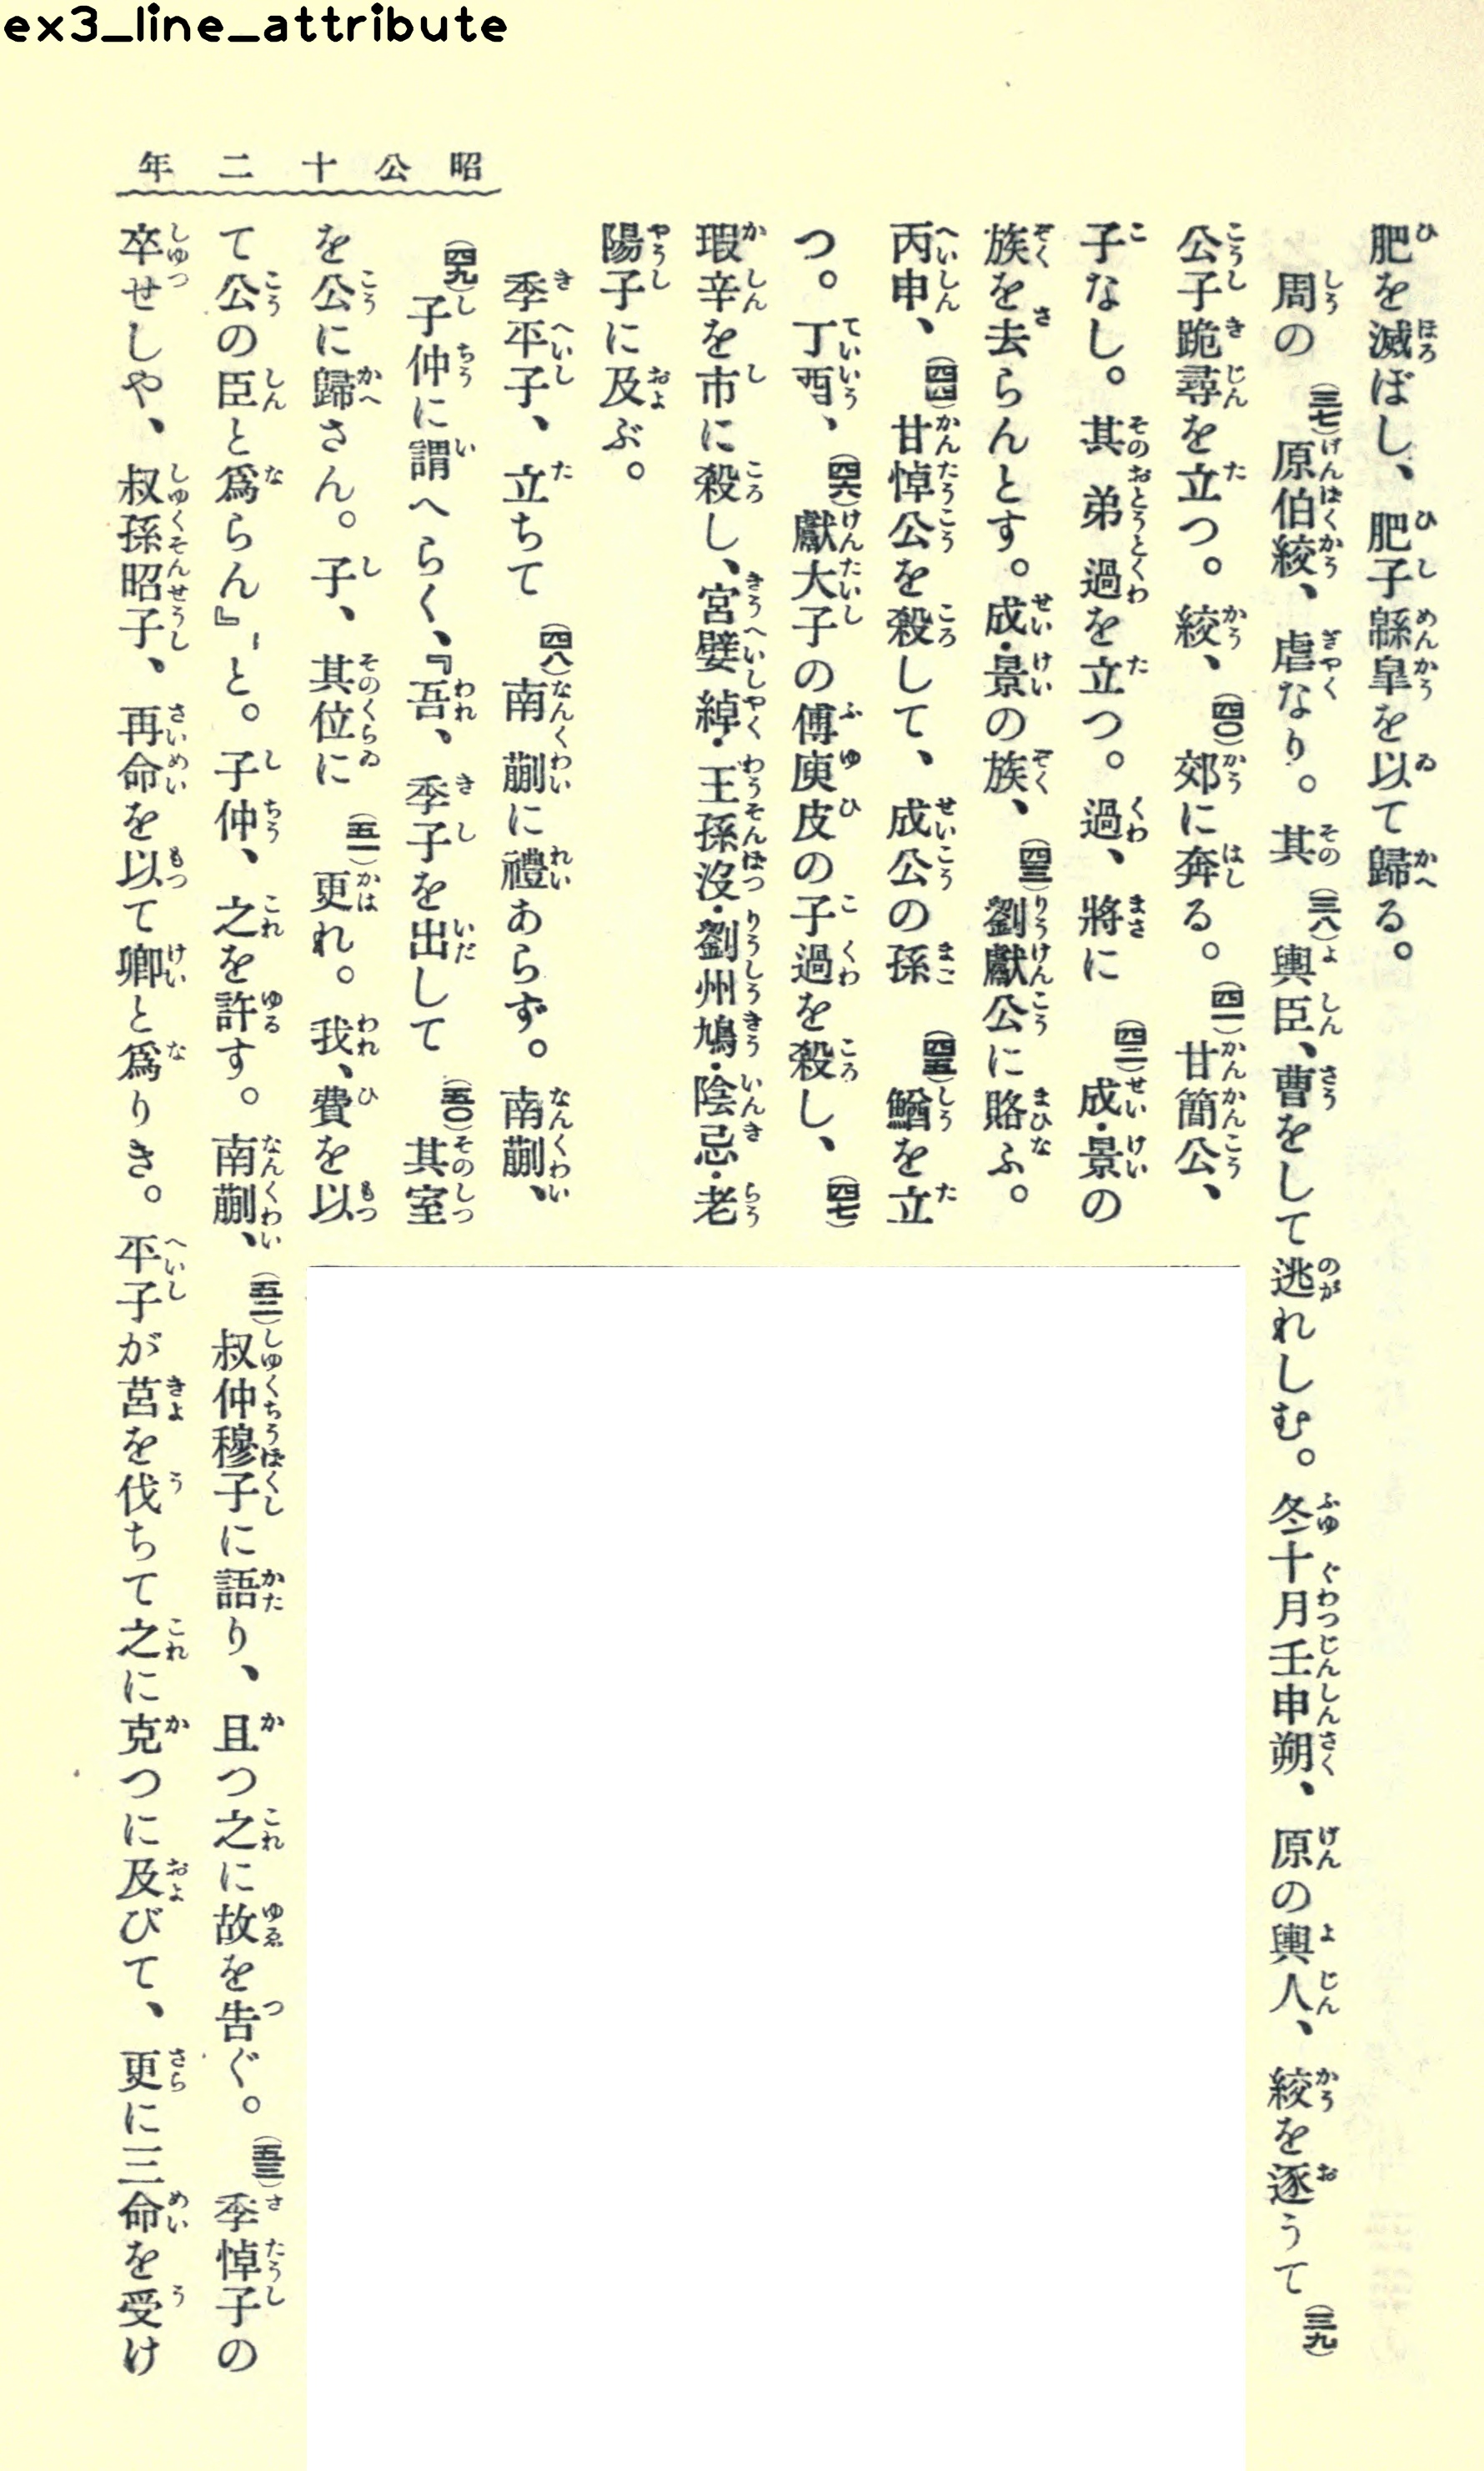 ex3_line_attribute
昭公十二年
肥を滅ぼし、肥子緜皐を以て歸る。
周の(三七)原伯絞、虐なり。其(三八)輿臣、曹をして逃れしむ。冬十月壬申朔、原の輿人、絞を逐うて(三九)
公子跪尋を立つ。絞、(四〇)郊に奔る。(四一)甘簡公、
子なし。其弟過を立つ。過、將に(四二)成・景の
族を去らんとす。成・景の族、(四三)劉獻公に賂ふ。
丙申、(四四)甘悼公を殺して、成公の孫(四五)鰌を立
つ。丁酉、(四六)獻大子の傅庾皮の子過を殺し、(四七)
瑕辛を市に殺し、宮嬖綽・王孫沒・劉州鳩・陰忌・老
陽子に及ぶ。
季平子、立ちて(四八)南蒯に禮あらず。南蒯、
(四九)子仲に謂へらく、『吾、季子を出して(五〇)其室
を公に歸さん。子、其位に(五一)更れ。我、費を以
て公の臣と爲らん』と。子仲、之を許す。南蒯、(五二)叔仲穆子に語り、且つ之に故を告ぐ。(五三)季悼子の
卒せしや、叔孫昭子、再命を以て卿と爲りき。平子が莒を伐ちて之に克つに及びて、更に三命を受け